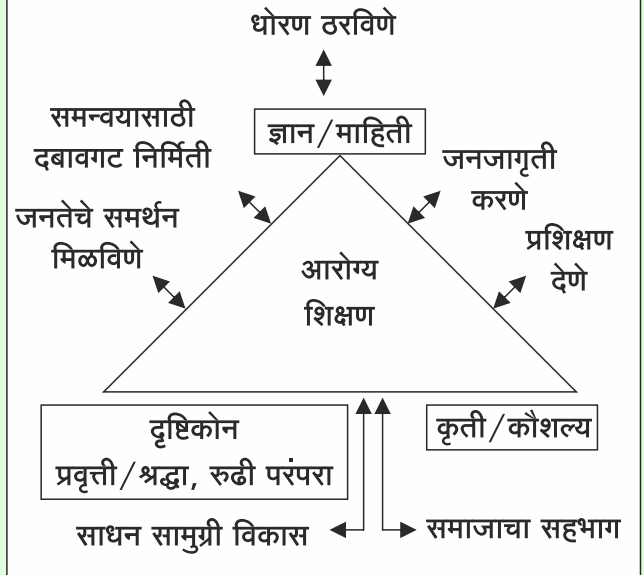 धोरण ठरविणे
समन्वयासाठी
दबावगट निर्मिती
ज्ञान/माहिती
जनजागृती
करणे
जनतेचे समर्थन
मिळविणे
प्रशिक्षण
देणे
आरोग्य
शिक्षण
दृष्टिकोन
प्रवृत्ती/श्रद्धा, रुढी परंपरा
कृती/कौशल्य
साधन सामुग्री विकास
समाजाचा सहभाग